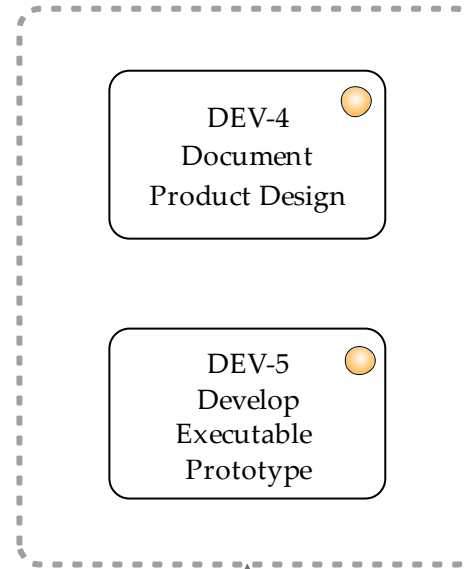 DEV-4
Document
Product Design
DEV-5
Develop
Executable
Prototype